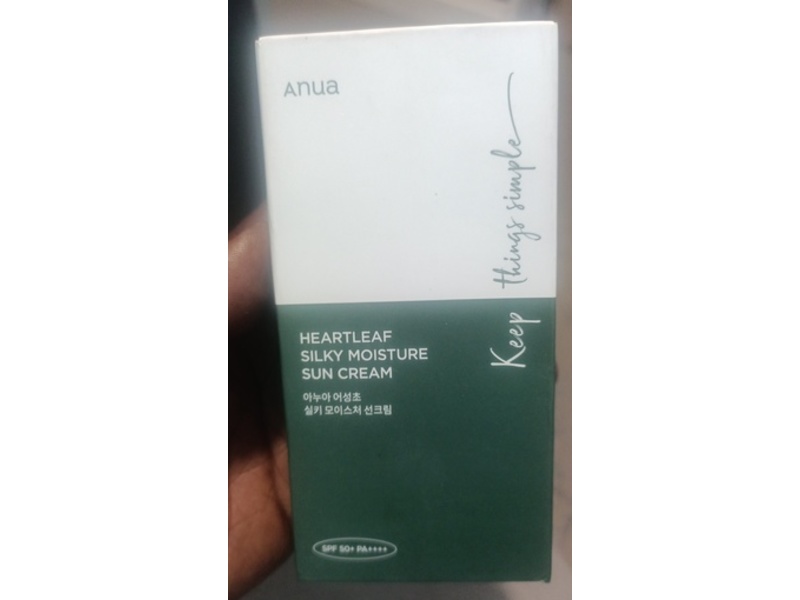 Anua
Keep things simple
HEARTLEAF
SILKY MOISTURE
SUN CREAM
아누아 어성초
실키 모이스처 선크림
SPF 50+ PA++++